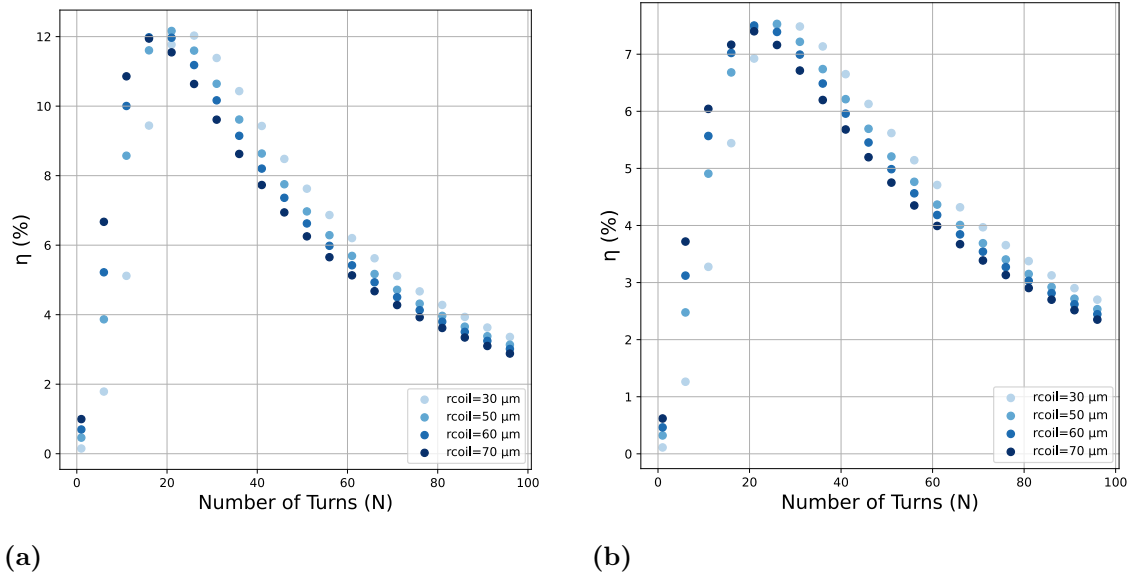 12
10
8
6
4
2
0
η (%)
0
20
40
60
80
100
Number of Turns (N)
rcoil=30 μm
rcoil=50 μm
rcoil=60 μm
rcoil=70 μm
(a)
7
6
5
4
3
2
1
0
η (%)
0
20
40
60
80
100
Number of Turns (N)
rcoil=30 μm
rcoil=50 μm
rcoil=60 μm
rcoil=70 μm
(b)